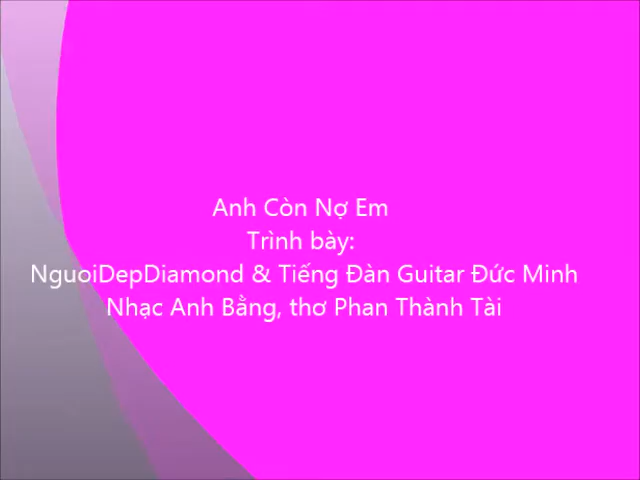 Anh Còn Nợ Em
Trình bày:
NguoiDepDiamond & Tiếng Đàn Guitar Đức Minh
Nhạc Anh Bằng, thơ Phan Thành Tài